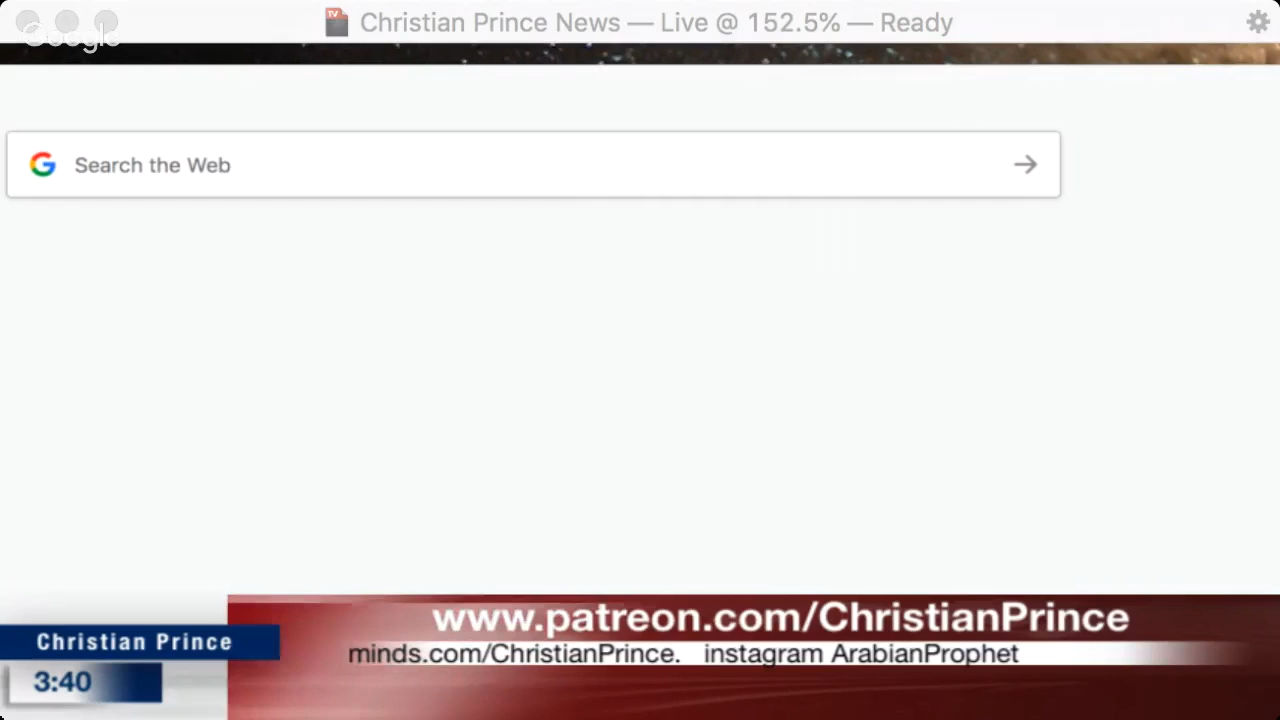 Christian Prince News — Live @ 152.5% — Ready
Google
Search the Web
www.patreon.com/ChristianPrince
Christian Prince
minds.com/ChristianPrince. instagram ArabianProphet
3:40